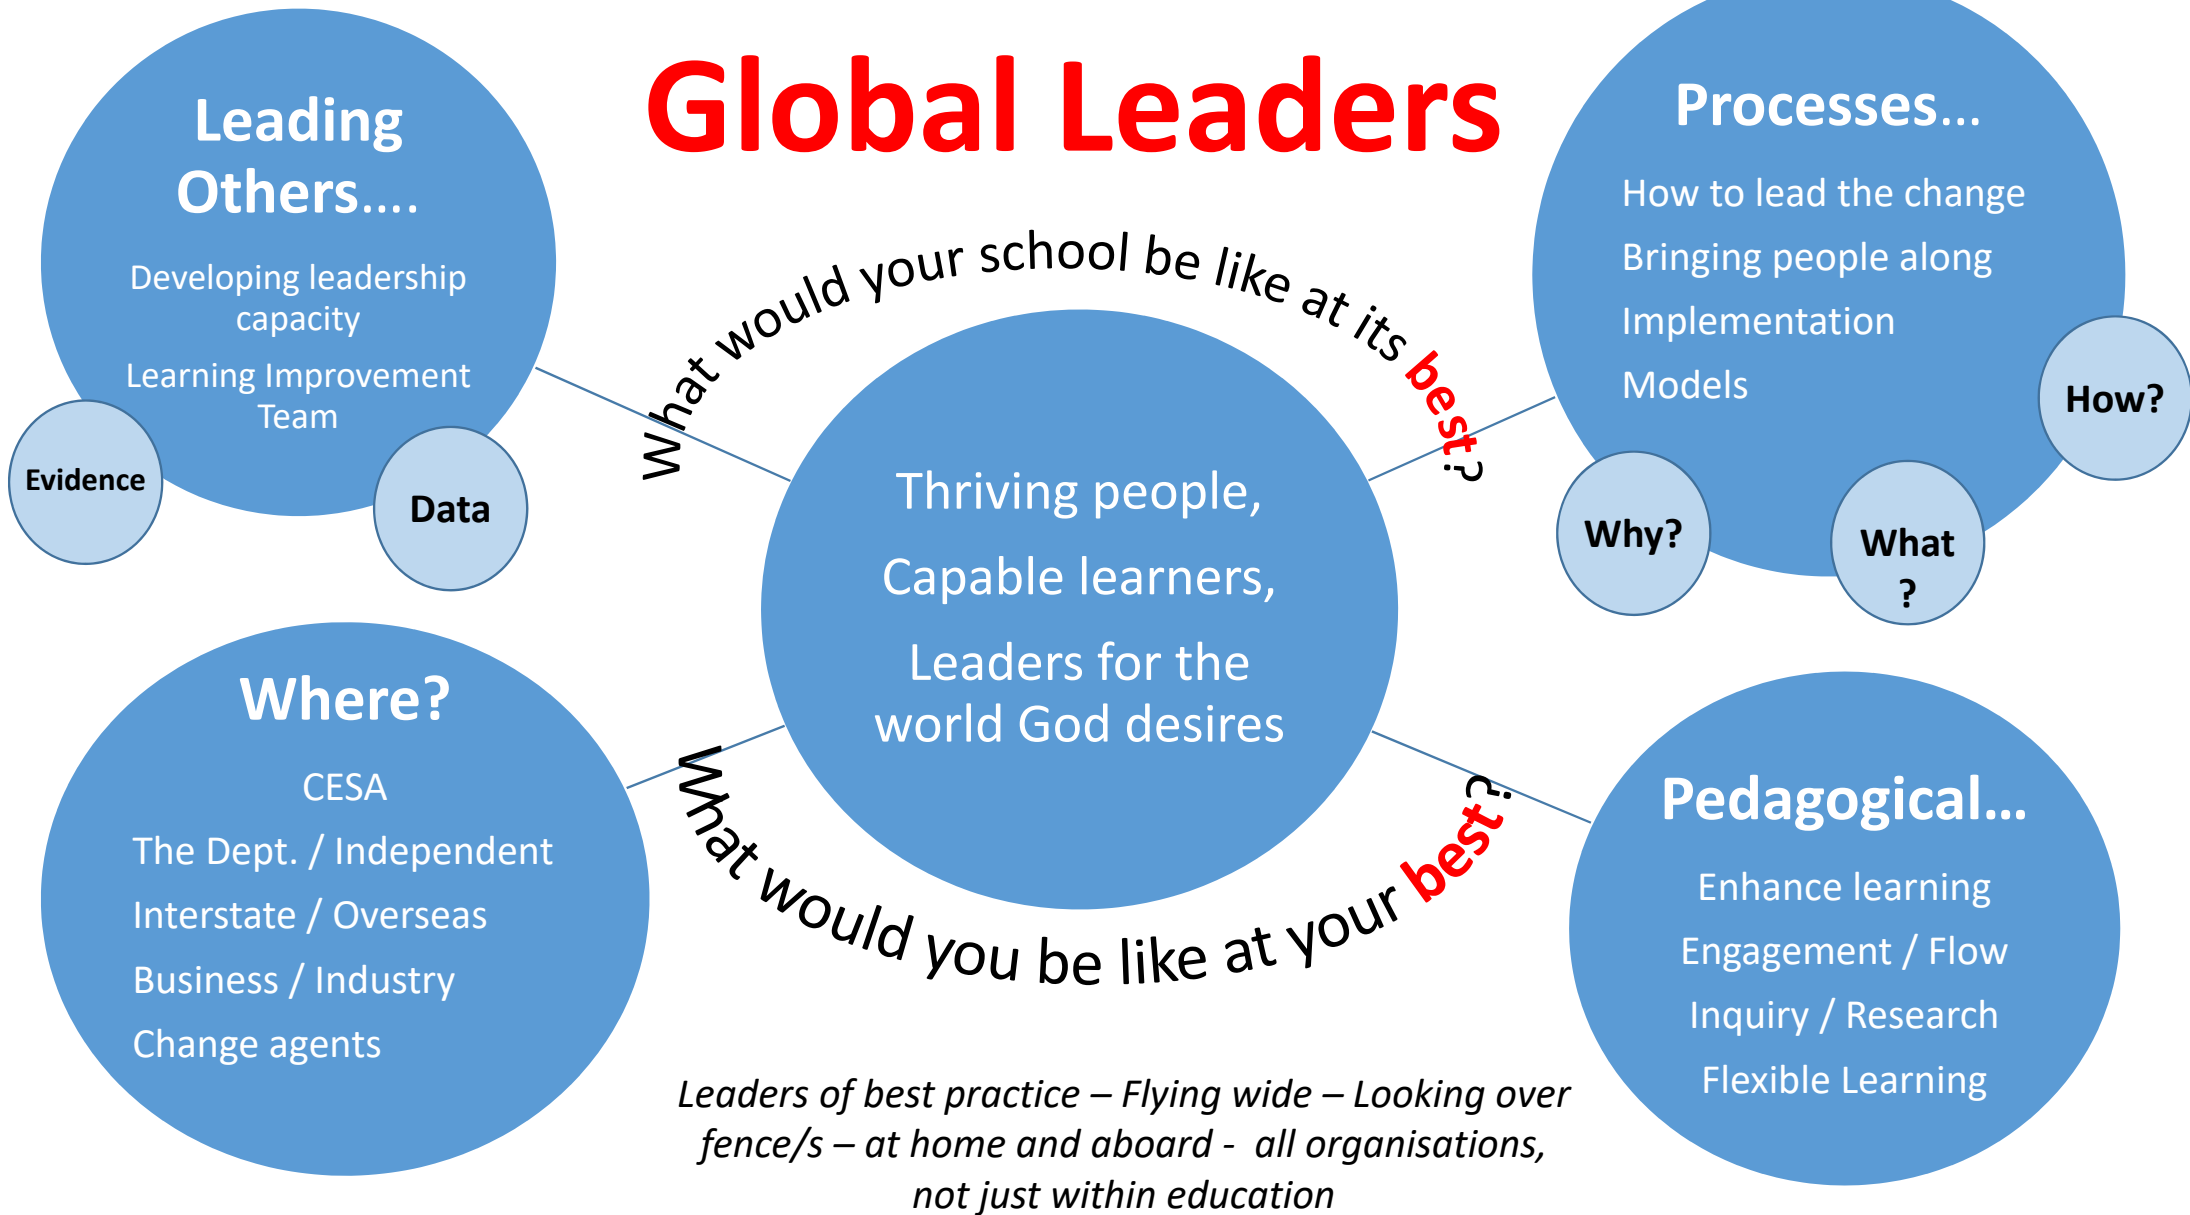 Global Leaders
Leading
Others....
Developing leadership
capacity
Learning Improvement
Team
Evidence
Data
Processes...
How to lead the change
Bringing people along
Implementation
Models
Why?
What
?
How?
What would your school be like at its best?
Thriving people,
Capable learners,
Leaders for the
world God desires
What would you be like at your best?
Where?
CESA
The Dept. / Independent
Interstate / Overseas
Business / Industry
Change agents
Pedagogical...
Enhance learning
Engagement / Flow
Inquiry / Research
Flexible Learning
Leaders of best practice – Flying wide – Looking over
fence/s – at home and aboard - all organisations,
not just within education